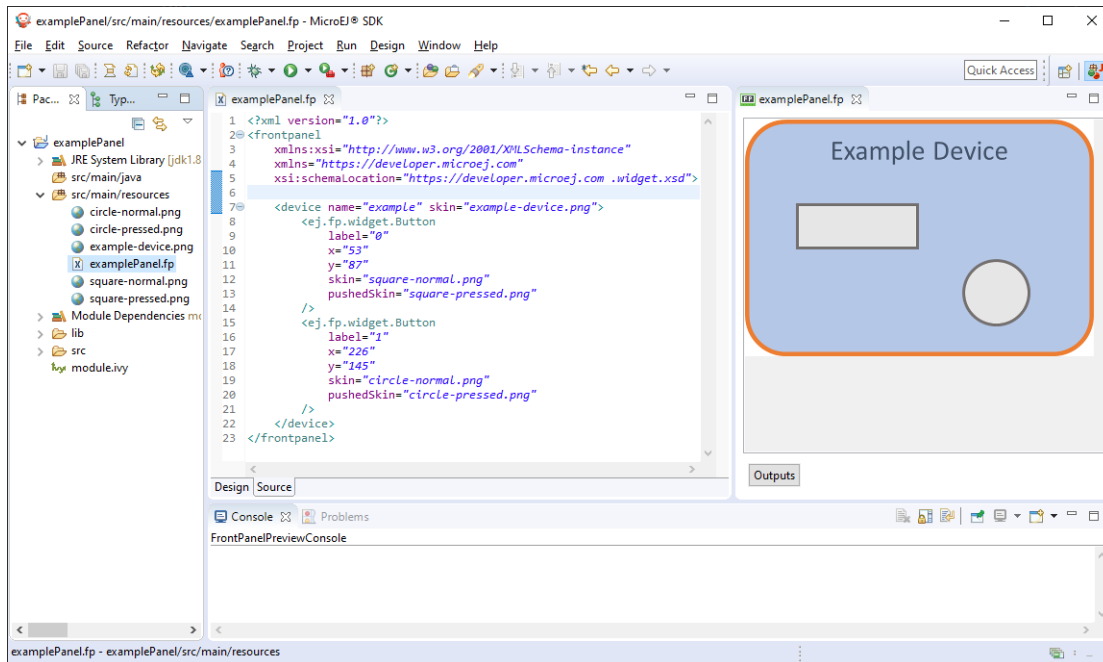 examplePanel/src/main/resources/examplePanel.fp - MicroEJ® SDK
File Edit Source Refactor Navigate Search Project Run Design Window Help
Quick Access
Pac... Typ...
examplePanel
JRE System Library [jdk1.8
src/main/java
src/main/resources
circle-normal.png
circle-pressed.png
example-device.png
examplePanel.fp
square-normal.png
square-pressed.png
Module Dependencies
lib
src
module.ivy
examplePanel.fp
1 <?xml version="1.0"?>
2 <frontpanel
3 xmlns:xsi="http://www.w3.org/2001/XMLSchema-instance"
4 xmlns="https://developer.microej.com"
5 xsi:schemaLocation="https://developer.microej.com .widget.xsd">
6
7 <device name="example" skin="example-device.png">
8 <ej.fp.widget.Button
9 label="0"
10 x="53"
11 y="87"
12 skin="square-normal.png"
13 pushedSkin="square-pressed.png"
14 />
15 <ej.fp.widget.Button
16 label="1"
17 x="226"
18 y="145"
19 skin="circle-normal.png"
20 pushedSkin="circle-pressed.png"
21 />
22 </device>
23 </frontpanel>
Design Source
examplePanel.fp
Example Device
Outputs
Console Problems
FrontPanelPreviewConsole
examplePanel.fp - examplePanel/src/main/resources